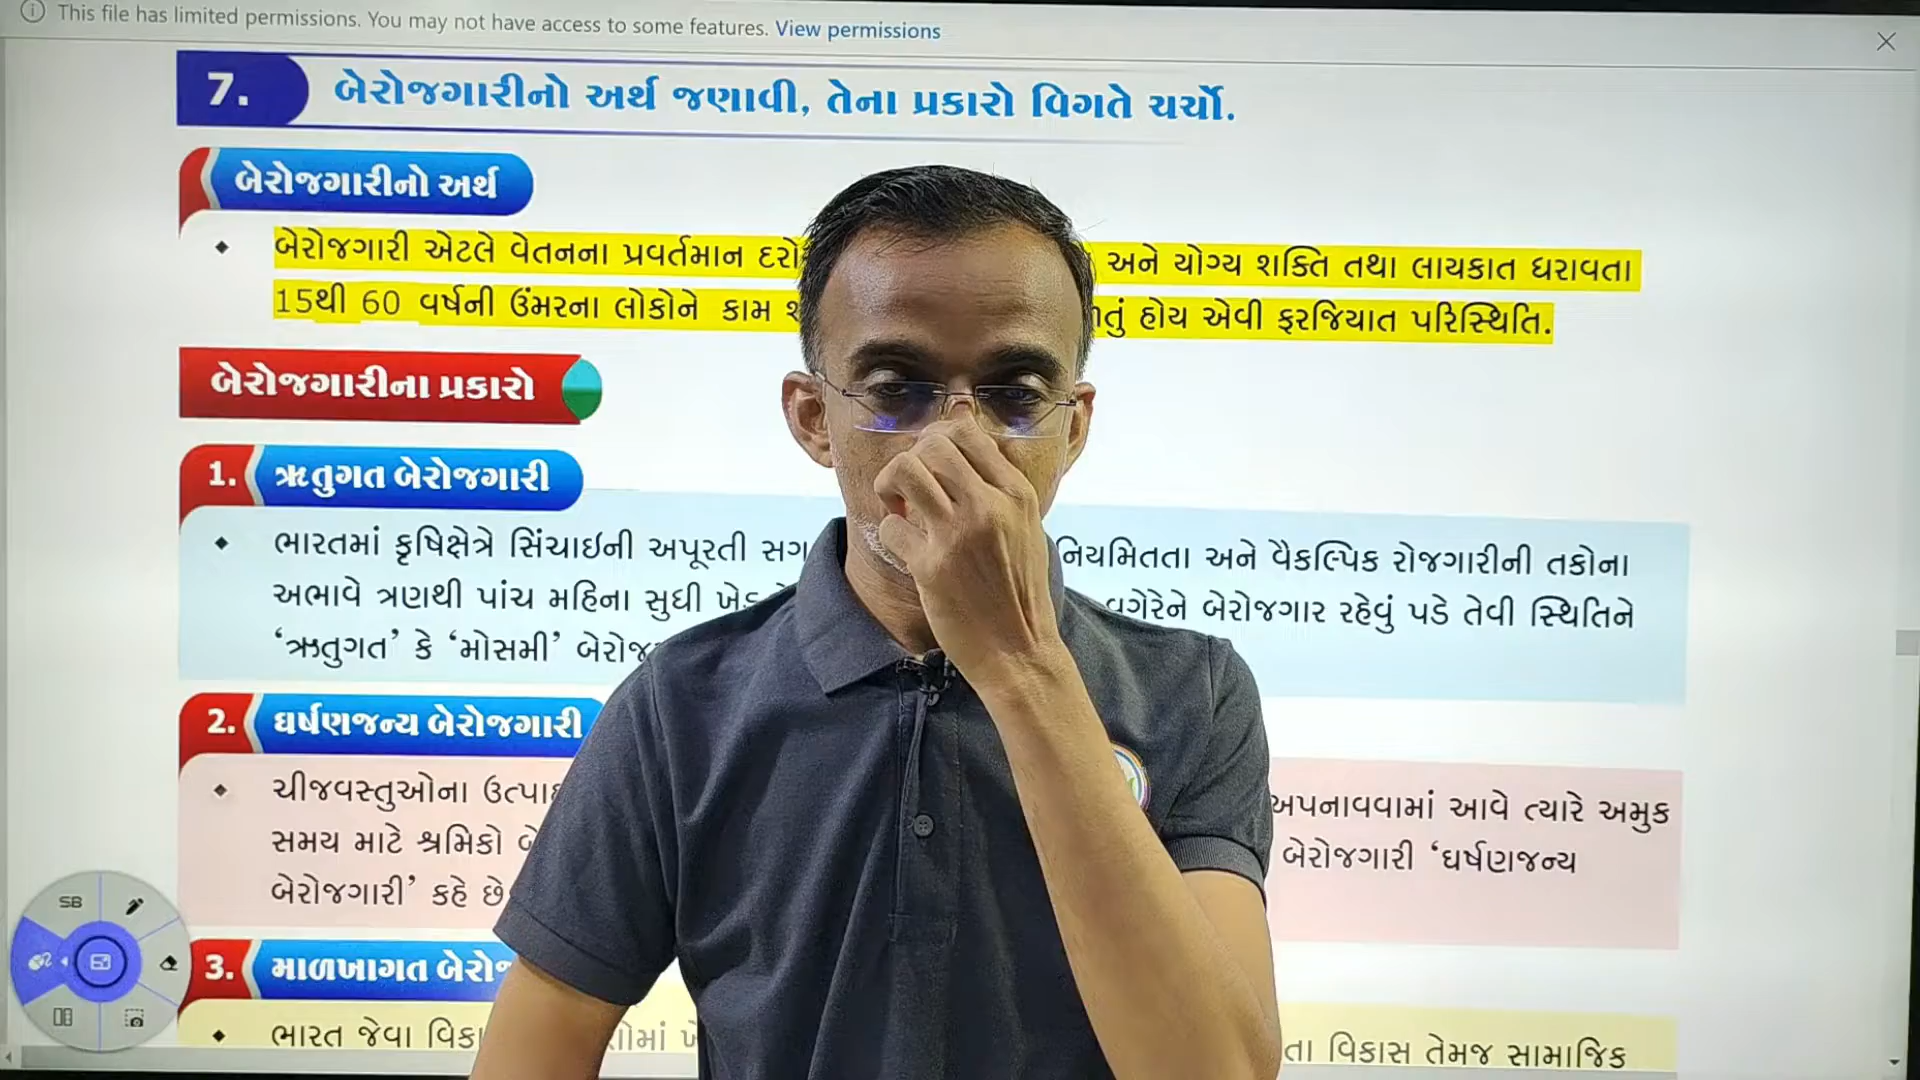 This file has limited permissions. You may not have access to some features. View permissions
7. બેરોજગારીનો અર્થ જણાવી, તેના પ્રકારો વિગતે ચર્ચો.
બેરોજગારીનો અર્થ
બેરોજગારી એટલે વેતનના પ્રવર્તમાન અને યોગ્ય શક્તિ તથા લાયકાત ધરાવતા
15થી 60 વર્ષની ઉંમરના લોકોને કામ હોય એવી ફરજિયાત પરિસ્થિતિ.
બેરોજગારીના પ્રકારો
1. ઋતુગત બેરોજગારી
ભારતમાં કૃષિક્ષેત્રે સિંચાઇની અપૂરતી અને વૈકલ્પિક રોજગારીની તકોના
અભાવે ત્રણથી પાંચ મહિના સુધી વગેરેને બેરોજગાર રહેવું પડે તેવી સ્થિતિને
‘ઋતુગત’ કે ‘મોસમી’
2. ઘર્ષણજન્ય બેરોજગારી
ચીજવસ્તુઓના અપનાવવામાં આવે ત્યારે અમુક
સમય માટે શ્રમિકો બેરોજગારી ‘ઘર્ષણજન્ય
બેરોજગારી’ કહે છે
SB
3. માળખાગત
ભારત જેવા વિકાસ તેમજ સામાજિક